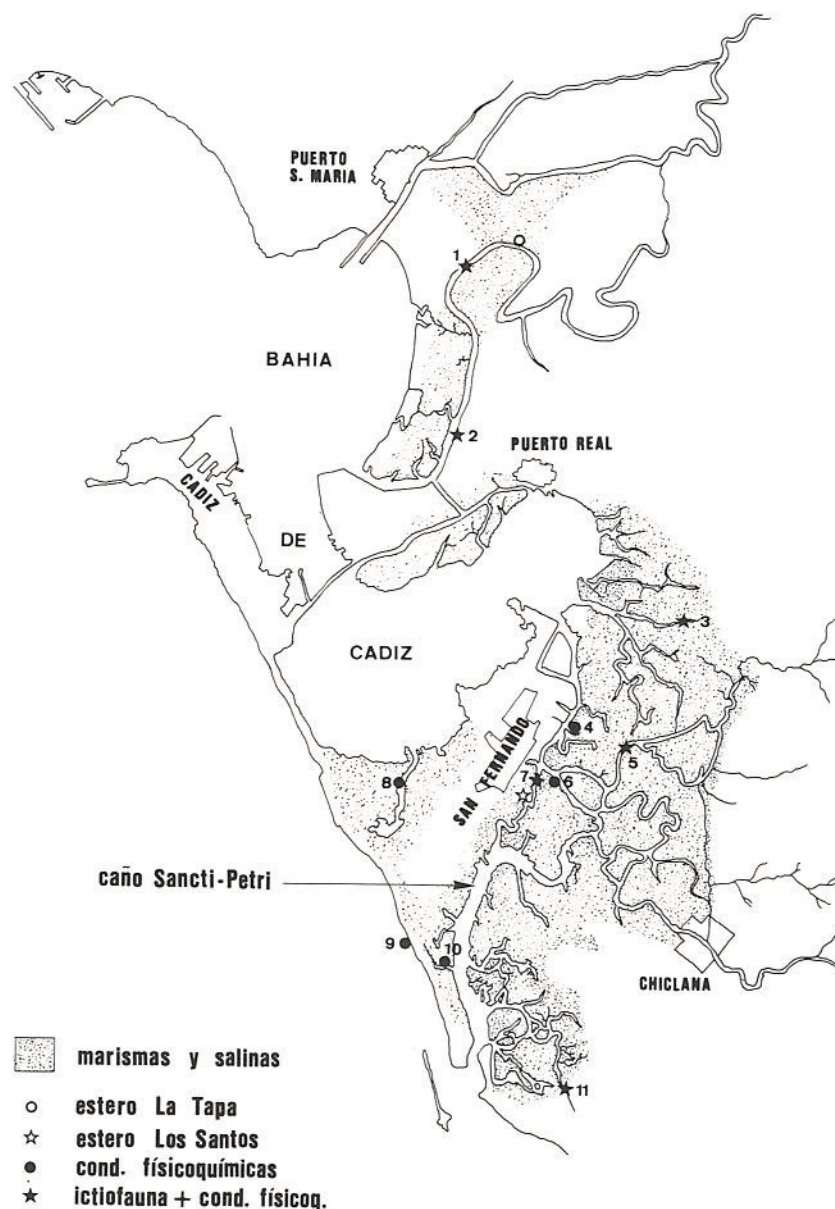 PUERTO
S. MARIA
1
BAHIA
2
PUERTO REAL
CADIZ
DE
3
CADIZ
SAN FERNANDO
4
5
7
6
8
caño Sancti-Petri
9
10
CHICLANA
11
marismas y salinas
estero La Tapa
estero Los Santos
cond. físicoquímicas
ictiofauna + cond. físicoq.